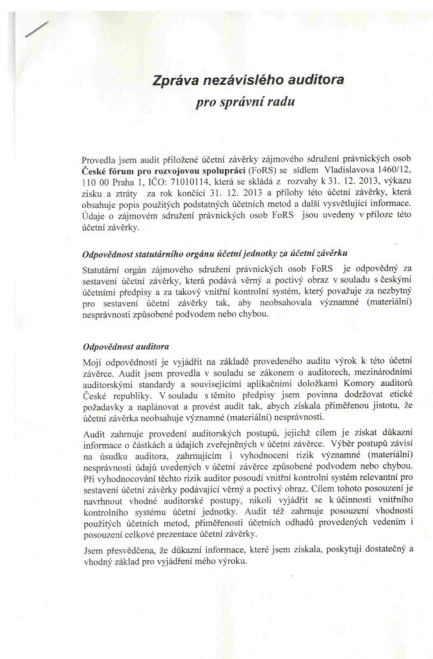 Zpráva nezávislého auditora
pro správní radu
Provedla jsem audit přiložené účetní závěrky zájmového sdružení právnických osob
České fórum pro rozvojovou spolupráci (FoRS) se sídlem Vladislavova 1460/12,
110 00 Praha 1, IČO: 71010114, která se skládá z rozvahy k 31. 12. 2013, výkazu
zisku a ztráty za rok končící 31. 12. 2013 a přílohy této účetní závěrky, která
obsahuje popis použitých podstatných účetních metod a další vysvětlující informace.
Údaje o zájmovém sdružení právnických osob FoRS jsou uvedeny v příloze této
účetní závěrky.
Odpovědnost statutárního orgánu účetní jednotky za účetní závěrku
Statutární orgán zájmového sdružení právnických osob FoRS je odpovědný za
sestavení účetní závěrky, která podává věrný a poctivý obraz v souladu s českými
účetními předpisy a za takový vnitřní kontrolní systém, který považuje za nezbytný
pro sestavení účetní závěrky tak, aby neobsahovala významné (materiální)
nesprávnosti způsobené podvodem nebo chybou.
Odpovědnost auditora
Mojí odpovědností je vyjádřit na základě provedeného auditu výrok k této účetní
závěrce. Audit jsem provedla v souladu se zákonem o auditorech, mezinárodními
auditorskými standardy a souvisejícími aplikačními doložkami Komory auditorů
České republiky. V souladu s těmito předpisy jsem povinna dodržovat etické
požadavky a naplánovat a provést audit tak, abych získala přiměřenou jistotu, že
účetní závěrka neobsahuje významné (materiální) nesprávnosti.
Audit zahrnuje provedení auditorských postupů, jejichž cílem je získat důkazní
informace o částkách a údajích zveřejněných v účetní závěrce. Výběr postupů závisí
na úsudku auditora, zahrnujícím i vyhodnocení rizik významné (materiální)
nesprávnosti údajů uvedených v účetní závěrce způsobené podvodem nebo chybou.
Při vyhodnocování těchto rizik auditor posoudí vnitřní kontrolní systém relevantní pro
sestavení účetní závěrky podávající věrný a poctivý obraz. Cílem tohoto posouzení je
navrhnout vhodné auditorské postupy, nikoli vyjádřit se k účinnosti vnitřního
kontrolního systému účetní jednotky. Audit též zahrnuje posouzení vhodnosti
použitých účetních metod, přiměřenosti účetních odhadů provedených vedením i
posouzení celkové prezentace účetní závěrky.
Jsem přesvědčena, že důkazní informace, které jsem získala, poskytují dostatečný a
vhodný základ pro vyjádření mého výroku.